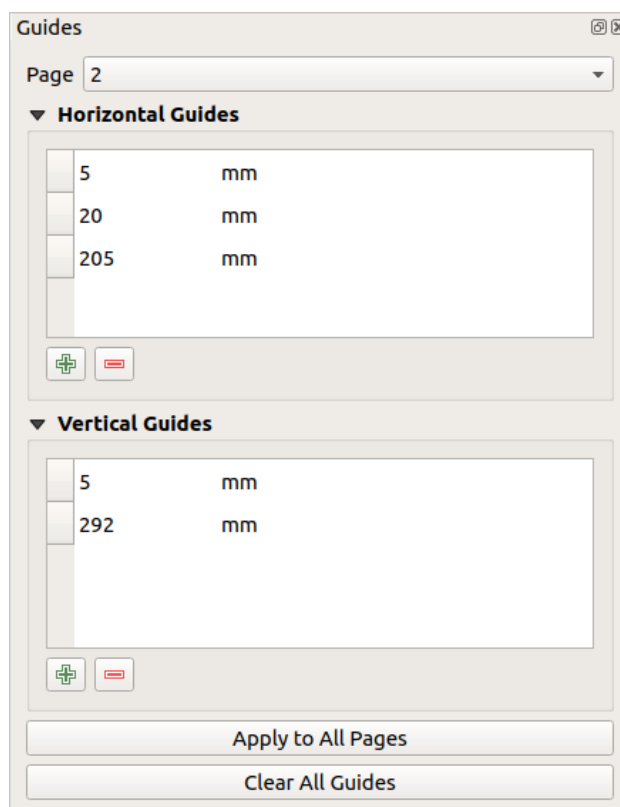 Guides
Page 2
Horizontal Guides
5 mm
20 mm
205 mm
Vertical Guides
5 mm
292 mm
Apply to All Pages
Clear All Guides